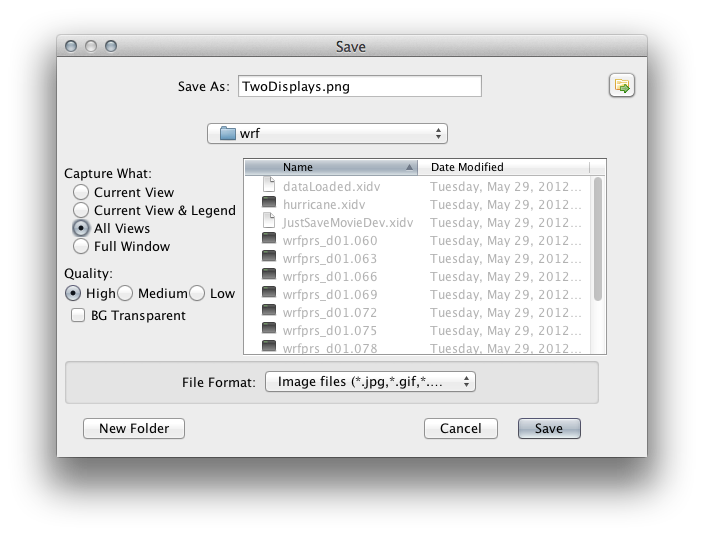 Save
Save As: TwoDisplays.png
wrf
Capture What:
Current View
Current View & Legend
All Views
Full Window
Quality:
High Medium Low
BG Transparent
Name Date Modified
dataLoaded.xidv Tuesday, May 29, 2012...
hurricane.xidv Tuesday, May 29, 2012...
JustSaveMovieDev.xidv Tuesday, May 29, 2012...
wrfprs_d01.060 Tuesday, May 29, 2012...
wrfprs_d01.063 Tuesday, May 29, 2012...
wrfprs_d01.066 Tuesday, May 29, 2012...
wrfprs_d01.069 Tuesday, May 29, 2012...
wrfprs_d01.072 Tuesday, May 29, 2012...
wrfprs_d01.075 Tuesday, May 29, 2012...
wrfprs_d01.078 Tuesday, May 29, 2012...
File Format: Image files (*.jpg,*.gif,*....
New Folder Cancel Save